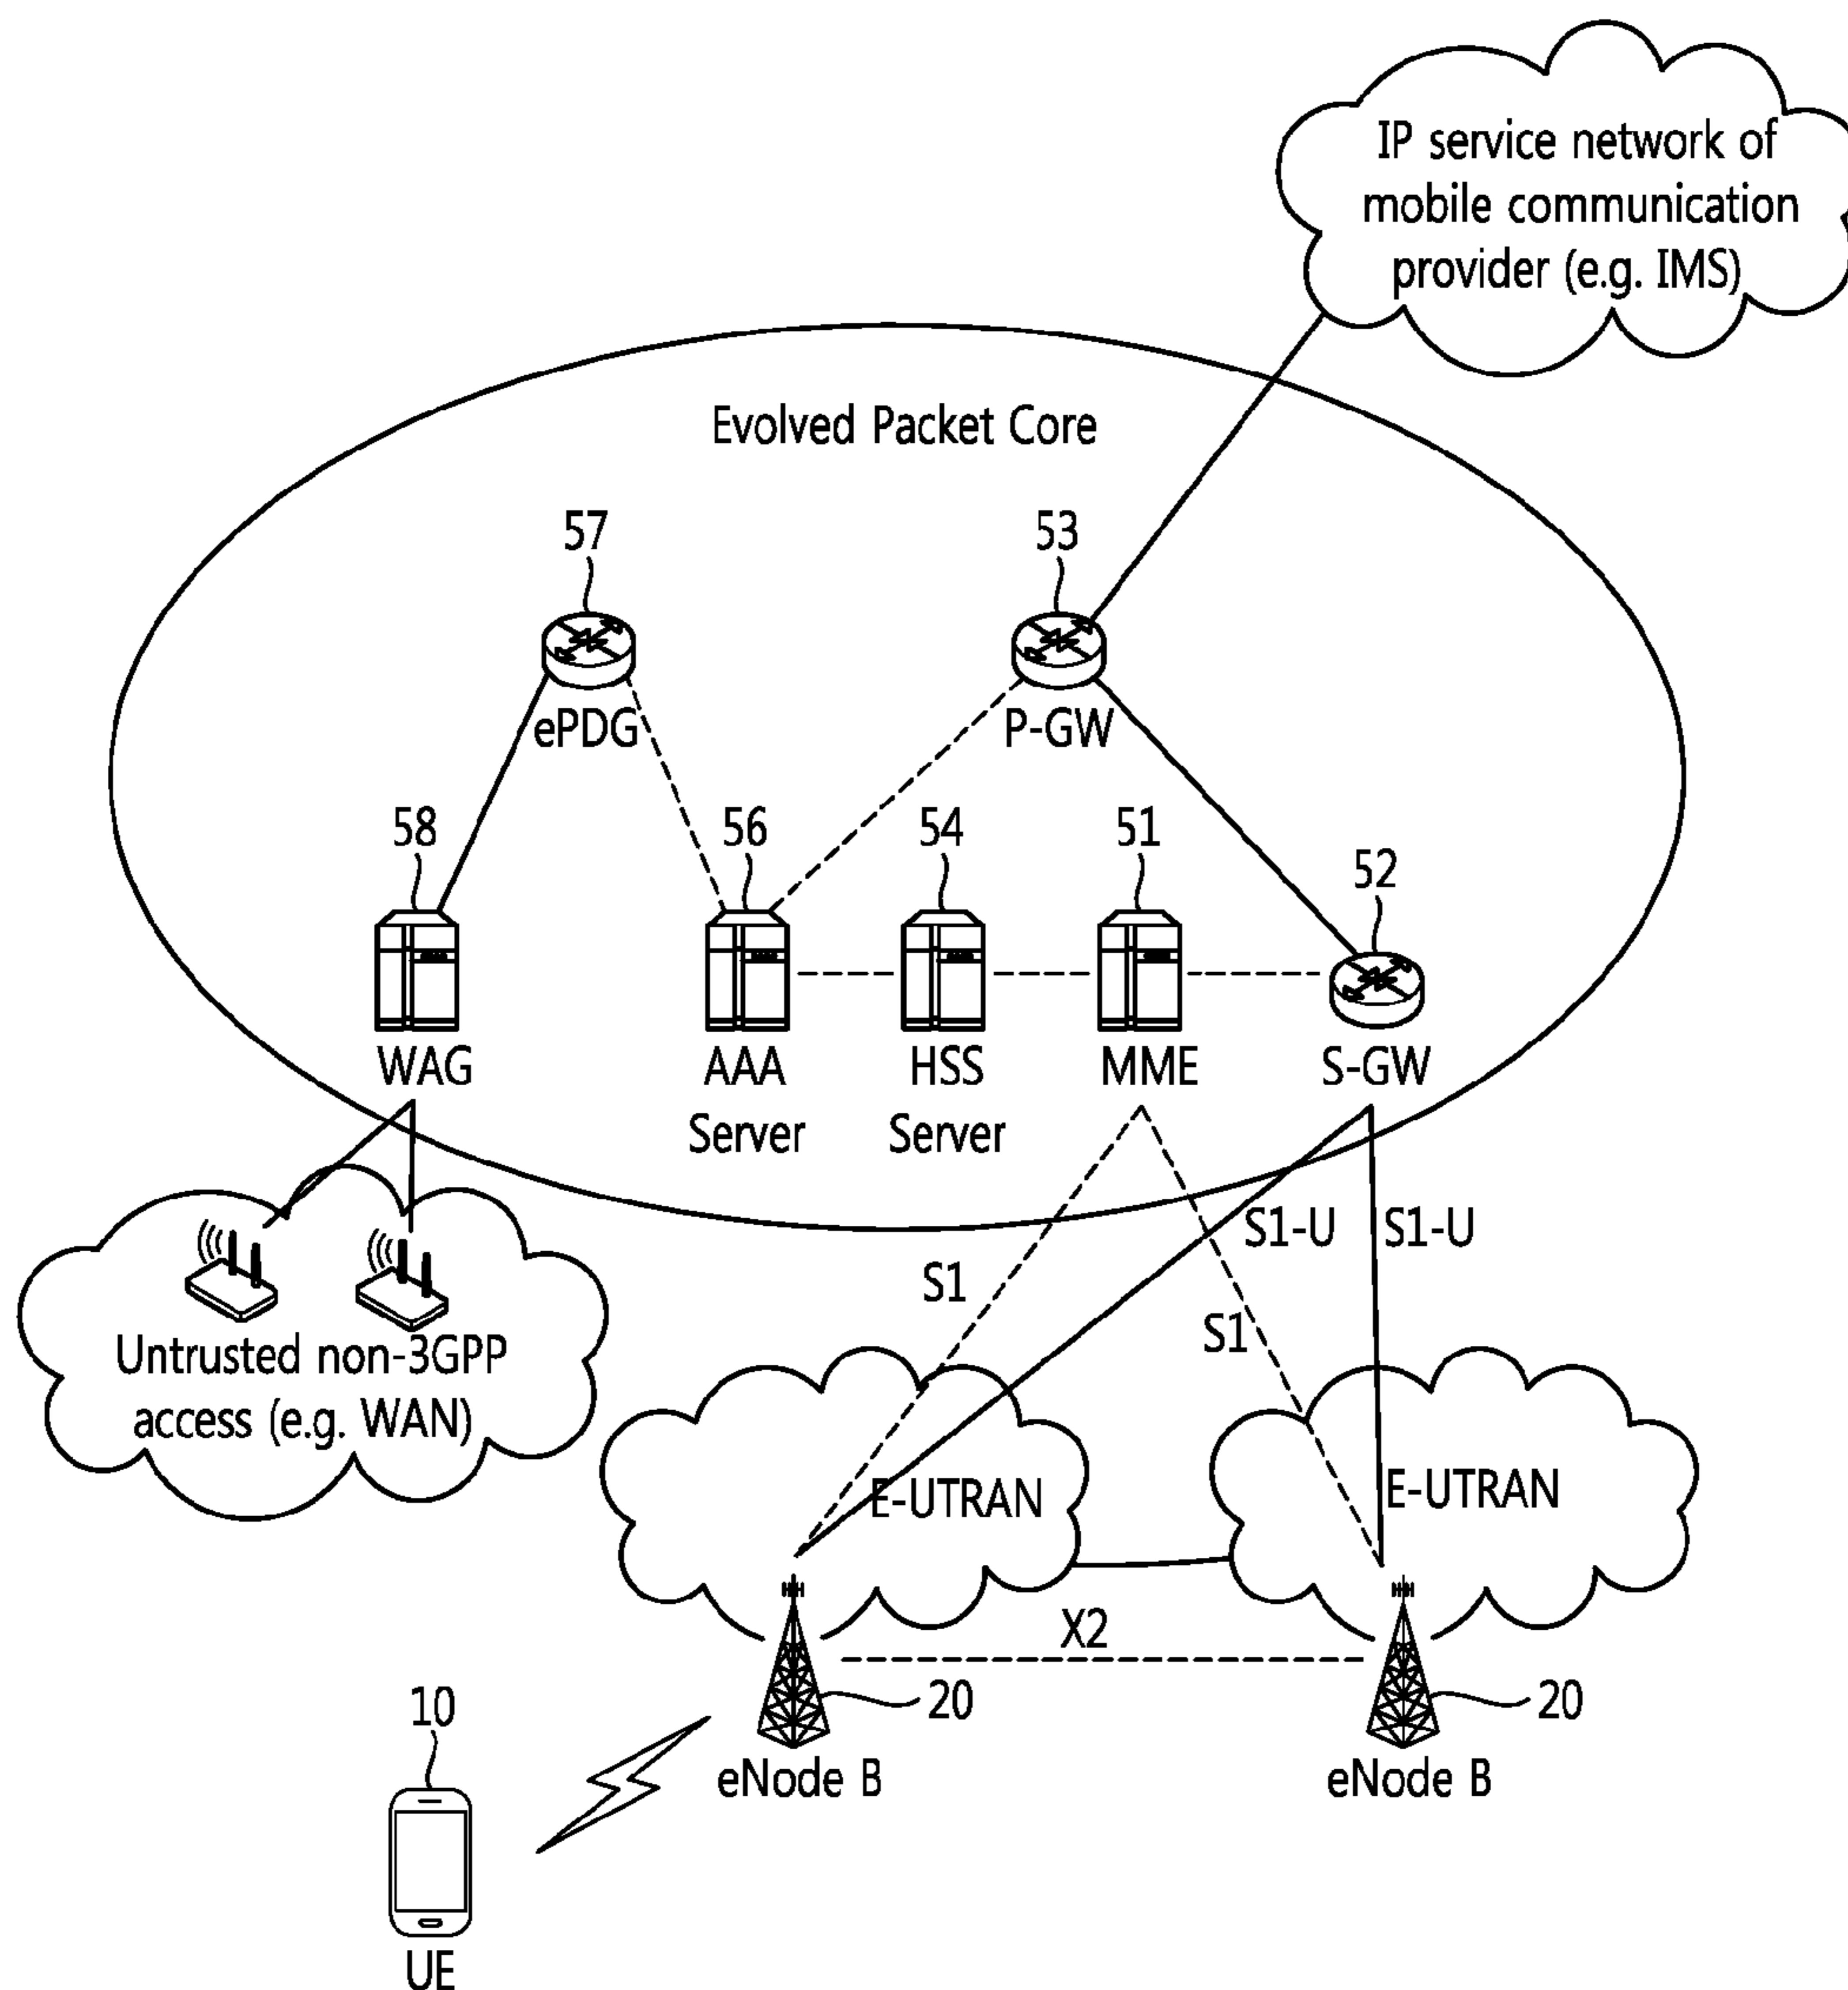 IP service network of
mobile communication
provider (e.g. IMS)
Evolved Packet Core
57
53
ePDG
P-GW
58
56
54
51
52
WAG
AAA
Server
HSS
Server
MME
S-GW
S1-U
S1-U
S1
S1
Untrusted non-3GPP
access (e.g. WAN)
E-UTRAN
E-UTRAN
X2
20
20
10
eNode B
eNode B
UE